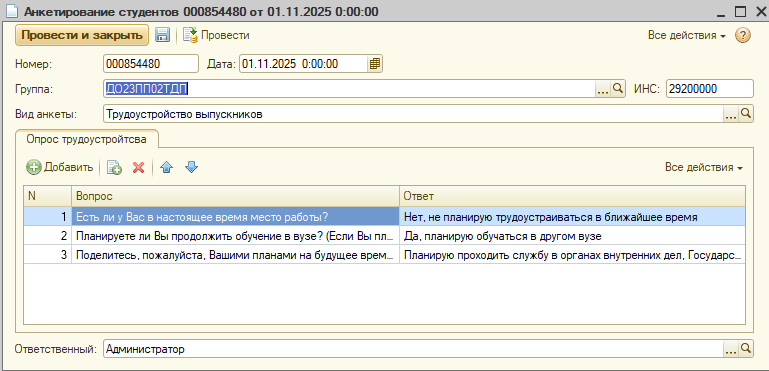 Анкетирование студентов 000854480 от 01.11.2025 0:00:00
Провести и закрыть Провести Все действия
Номер: 000854480 Дата: 01.11.2025 0:00:00
Группа: ДО23ПП02ТДП ... ИНС: 29200000
Вид анкеты: Трудоустройство выпускников ...
Опрос трудоустройтсва
Добавить Все действия
N Вопрос Ответ
1 Есть ли у Вас в настоящее время место работы? Нет, не планирую трудоустраиваться в ближайшее время
2 Планируете ли Вы продолжить обучение в вузе? (Если Вы пл... Да, планирую обучаться в другом вузе
3 Поделитесь, пожалуйста, Вашими планами на будущее врем... Планирую проходить службу в органах внутренних дел, Государс...
Ответственный: Администратор ...